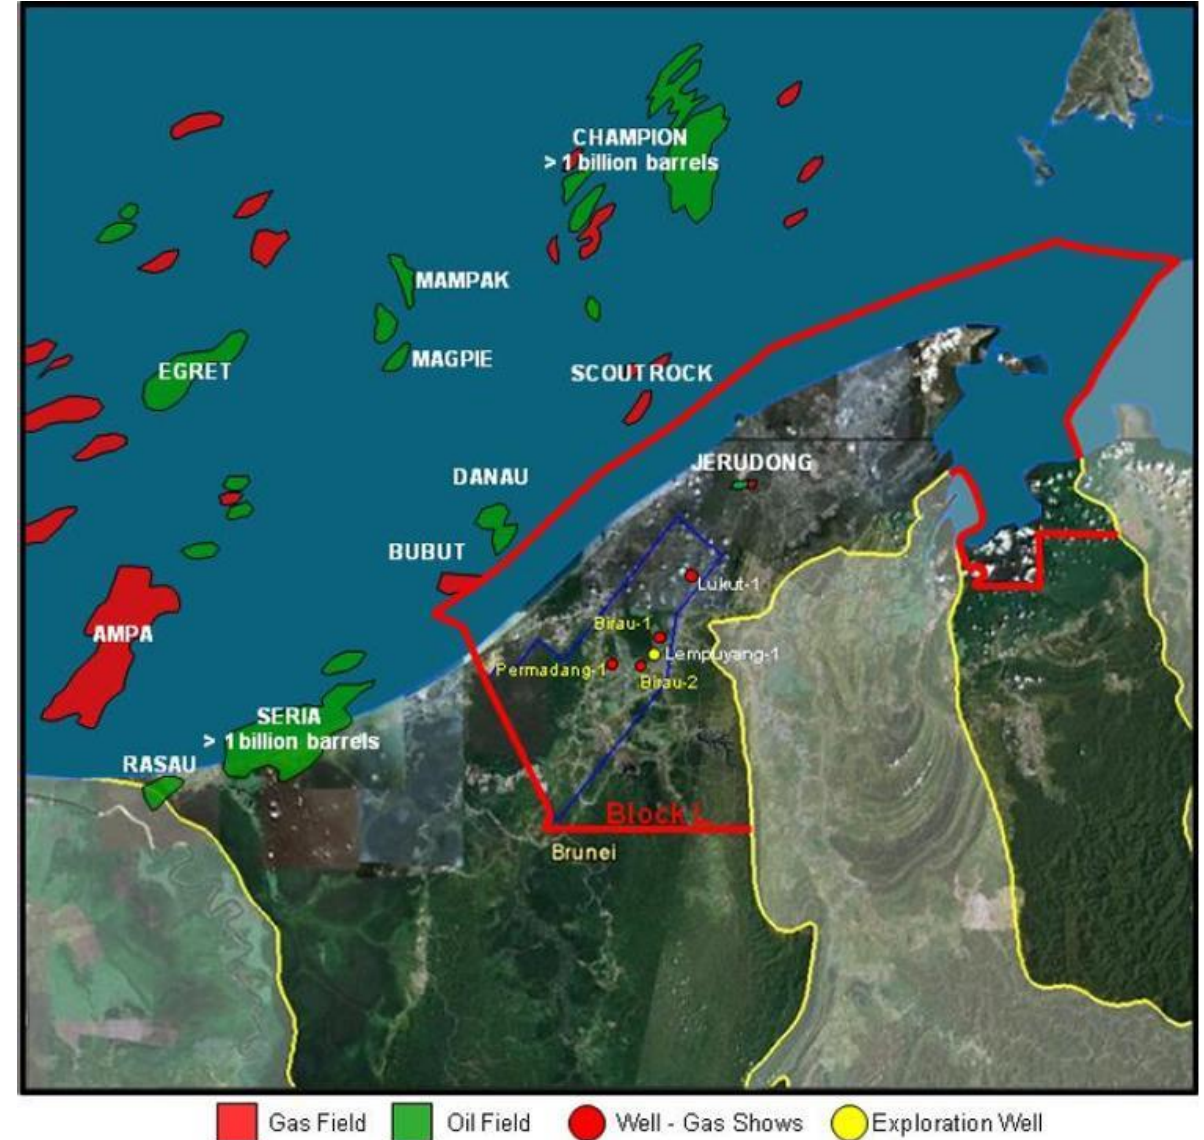 CHAMPION
> 1 billion barrels
MAMPAK
MAGPIE
EGRET
SCOUT ROCK
JERUDONG
DANAU
BUBUT
Lukut-1
Birau-1
AMPA
Lempuyang-1
Permadang-1
Birau-2
SERIA
> 1 billion barrels
RASAU
Block L
Brunei
Gas Field
Oil Field
Well - Gas Shows
Exploration Well